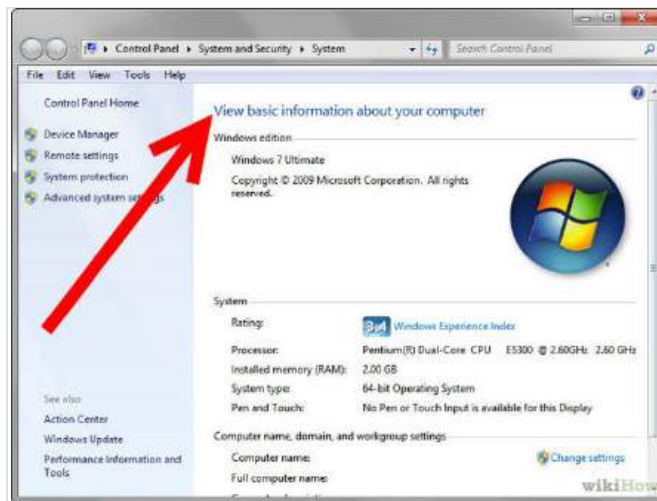 Control Panel ▸ System and Security ▸ System
Search Control Panel
File Edit View Tools Help
Control Panel Home
Device Manager
Remote settings
System protection
Advanced system settings
See also
Action Center
Windows Update
Performance Information and
Tools
View basic information about your computer
Windows edition
Windows 7 Ultimate
Copyright © 2009 Microsoft Corporation. All rights
reserved.
System
Rating: 3.4 Windows Experience Index
Processor: Pentium(R) Dual-Core CPU E5300 @ 2.60GHz 2.60 GHz
Installed memory (RAM): 2.00 GB
System type: 64-bit Operating System
Pen and Touch: No Pen or Touch Input is available for this Display
Computer name, domain, and workgroup settings
Computer name: Change settings
Full computer name:
wikiHow